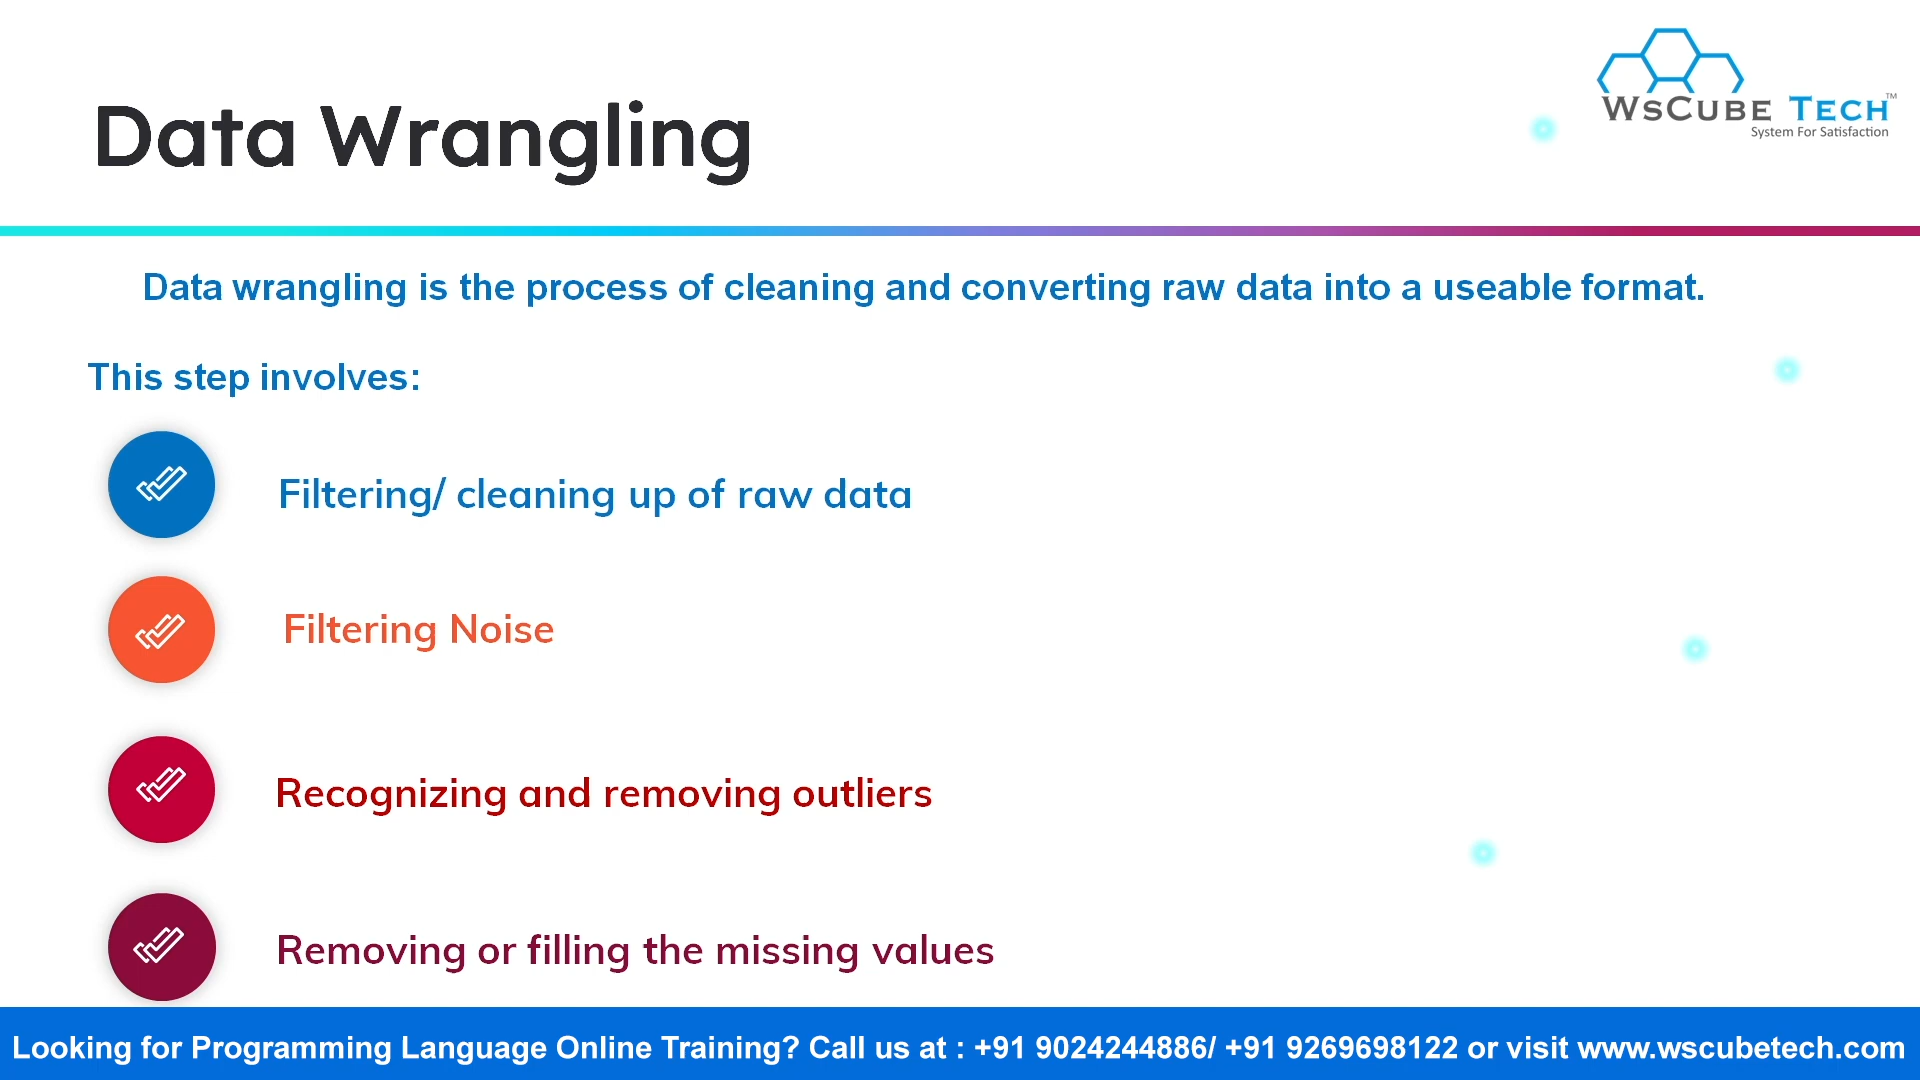 WsCube Tech™
System For Satisfaction
Data Wrangling
Data wrangling is the process of cleaning and converting raw data into a useable format.
This step involves:
Filtering/ cleaning up of raw data
Filtering Noise
Recognizing and removing outliers
Removing or filling the missing values
Looking for Programming Language Online Training? Call us at : +91 9024244886/ +91 9269698122 or visit www.wscubetech.com